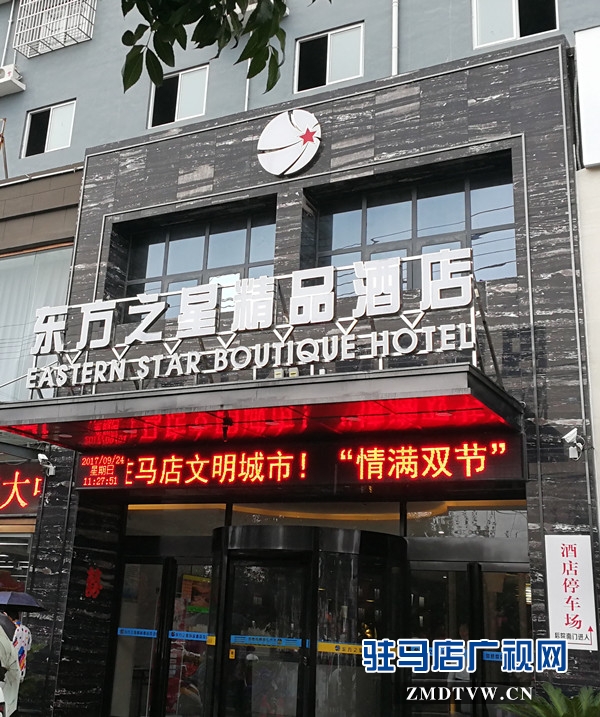 东方之星精品酒店
EASTERN STAR BOUTIQUE HOTEL
2017/09/24
星期日
11:27:51
驻马店文明城市！“情满双节”
大
酒店停车场
驻马店广视网
ZMDTVW.CN